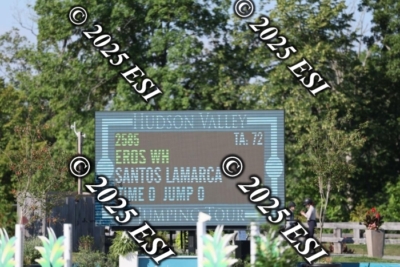 © 2025 ESI
© 2025 ESI
HUDSON VALLEY
2585 TA: 72
EROS WH
SANTOS LAMARCA
TIME 0 JUMP 0
JUMPING TOUR
© 2025 ESI
© 2025 ESI